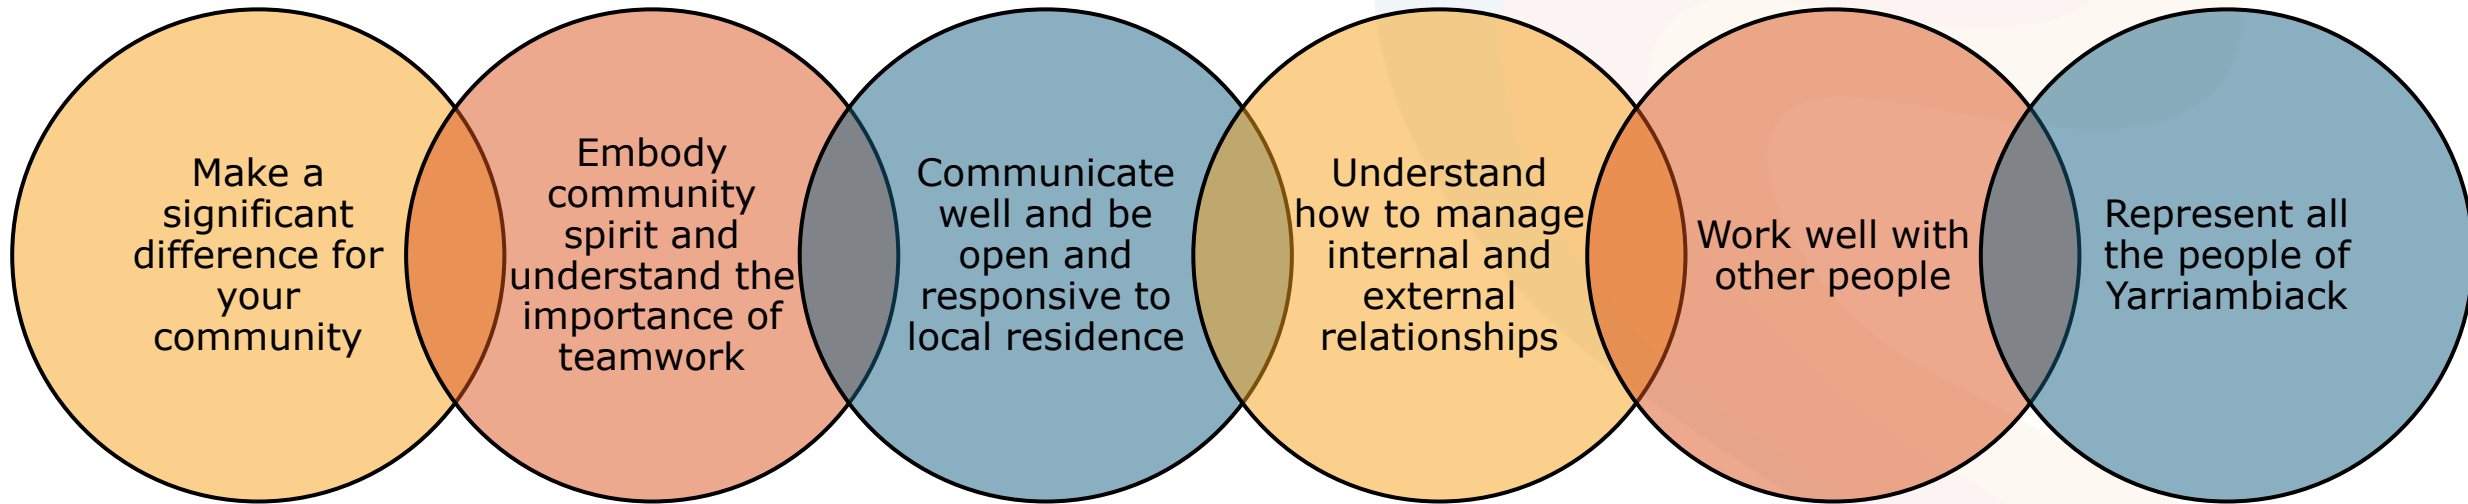 Make a
significant
difference for
your
community
Embody
community
spirit and
understand the
importance of
teamwork
Communicate
well and be
open and
responsive to
local residence
Understand
how to manage
internal and
external
relationships
Work well with
other people
Represent all
the people of
Yarriambiack